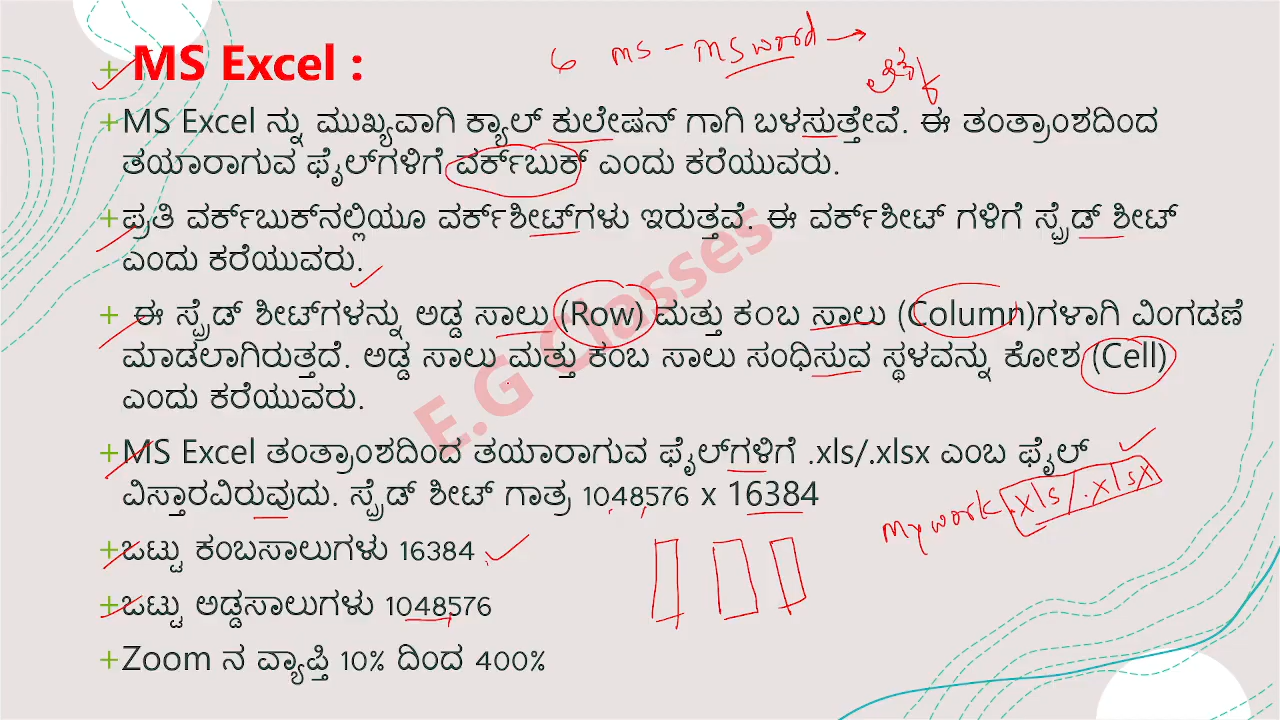 + MS Excel :
6 MS - MS word →
+MS Excel ನ್ನು ಮುಖ್ಯವಾಗಿ ಕ್ಯಾಲ್ ಕುಲೇಷನ್ ಗಾಗಿ ಬಳಸುತ್ತೇವೆ. ಈ ತಂತ್ರಾಂಶದಿಂದ
ತಯಾರಾಗುವ ಫೈಲ್‌ಗಳಿಗೆ ವರ್ಕ್‌ಬುಕ್ ಎಂದು ಕರೆಯುವರು.
+ಪ್ರತಿ ವರ್ಕ್‌ಬುಕ್‌ನಲ್ಲಿಯೂ ವರ್ಕ್‌ಶೀಟ್‌ಗಳು ಇರುತ್ತವೆ. ಈ ವರ್ಕ್‌ಶೀಟ್ ಗಳಿಗೆ ಸ್ಪ್ರೆಡ್ ಶೀಟ್
ಎಂದು ಕರೆಯುವರು.
+ ಈ ಸ್ಪ್ರೆಡ್ ಶೀಟ್‌ಗಳನ್ನು ಅಡ್ಡ ಸಾಲು (Row) ಮತ್ತು ಕಂಬ ಸಾಲು (Column)ಗಳಾಗಿ ವಿಂಗಡಣೆ
ಮಾಡಲಾಗಿರುತ್ತದೆ. ಅಡ್ಡ ಸಾಲು ಮತ್ತು ಕಂಬ ಸಾಲು ಸಂಧಿಸುವ ಸ್ಥಳವನ್ನು ಕೋಶ (Cell)
ಎಂದು ಕರೆಯುವರು.
E.G Classes
+MS Excel ತಂತ್ರಾಂಶದಿಂದ ತಯಾರಾಗುವ ಫೈಲ್‌ಗಳಿಗೆ .xls/.xlsx ಎಂಬ ಫೈಲ್
ವಿಸ್ತಾರವಿರುವುದು. ಸ್ಪ್ರೆಡ್ ಶೀಟ್ ಗಾತ್ರ 1048576 x 16384
My work .xls/.xlsx
+ಒಟ್ಟು ಕಂಬಸಾಲುಗಳು 16384
+ಒಟ್ಟು ಅಡ್ಡಸಾಲುಗಳು 1048576
+Zoom ನ ವ್ಯಾಪ್ತಿ 10% ದಿಂದ 400%